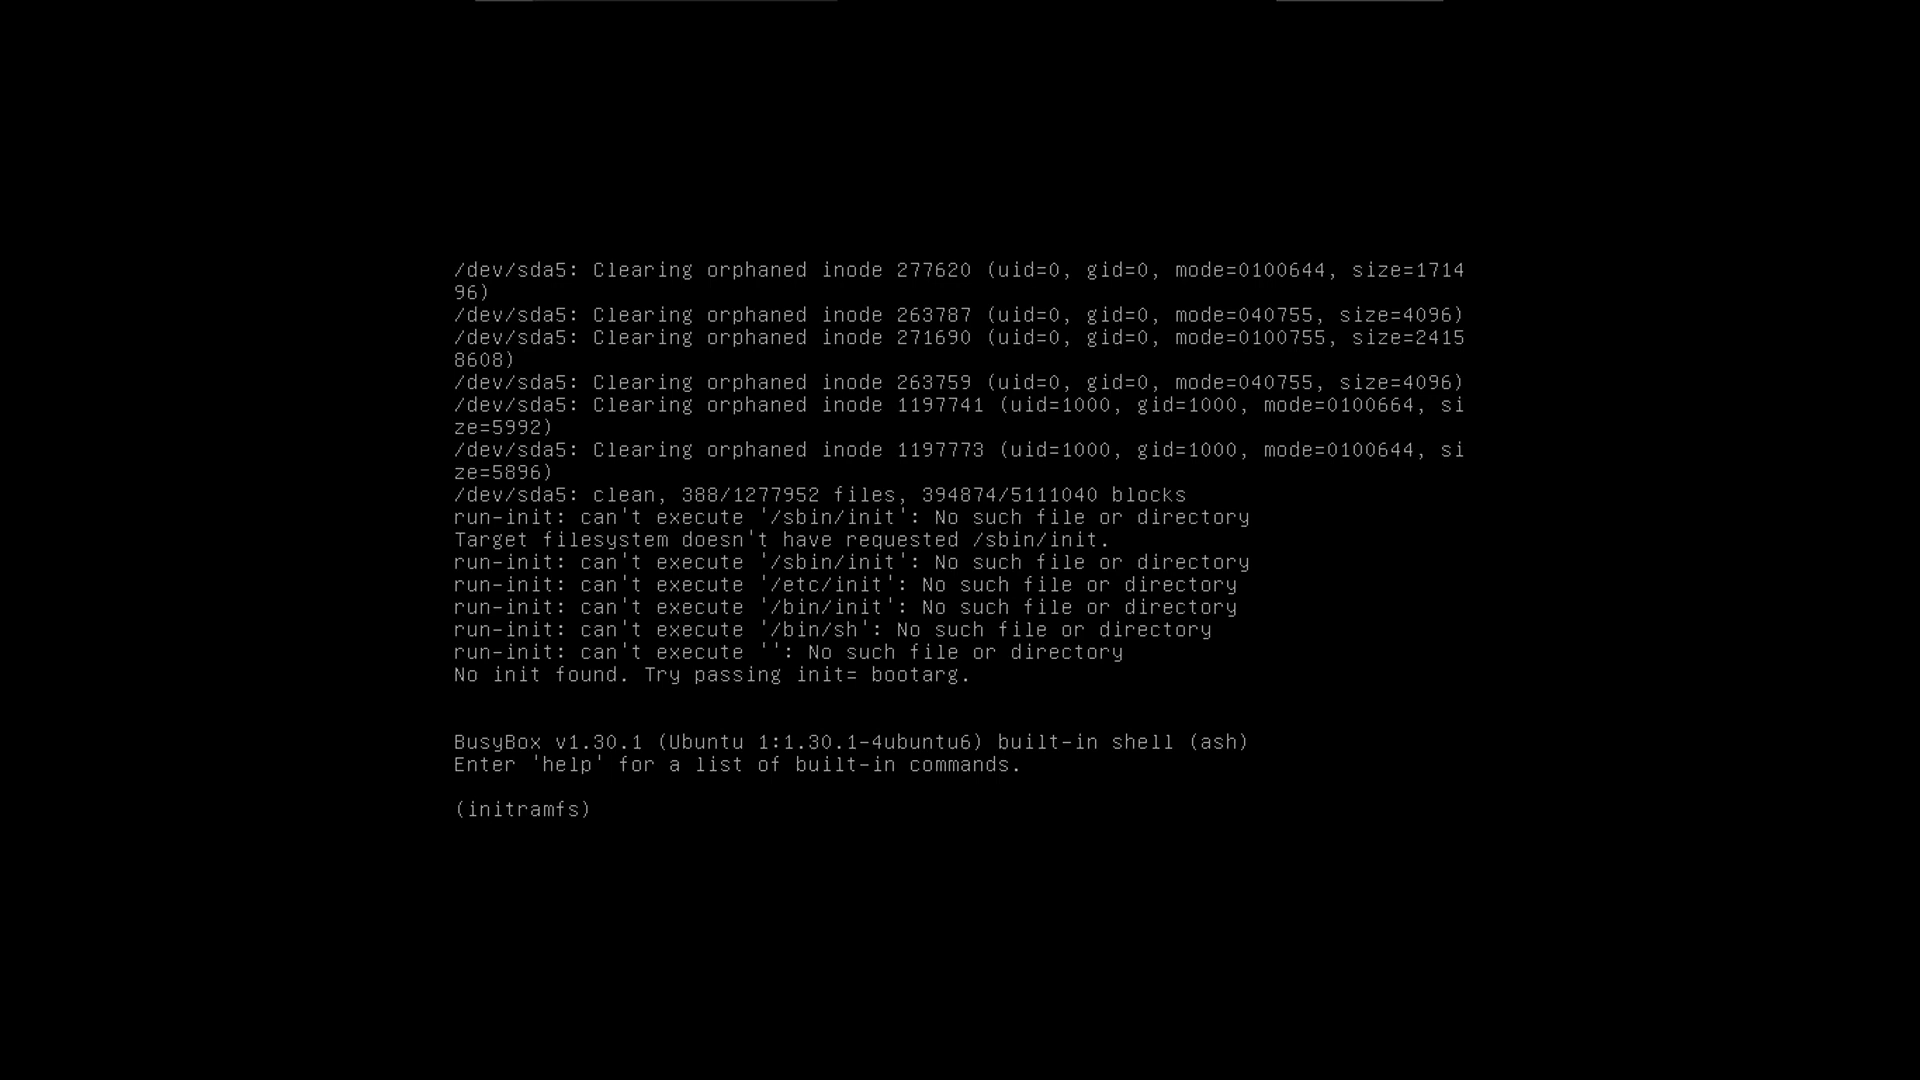 /dev/sda5: Clearing orphaned inode 277620 (uid=0, gid=0, mode=0100644, size=1714
96)
/dev/sda5: Clearing orphaned inode 263787 (uid=0, gid=0, mode=040755, size=4096)
/dev/sda5: Clearing orphaned inode 271690 (uid=0, gid=0, mode=0100755, size=2415
8608)
/dev/sda5: Clearing orphaned inode 263759 (uid=0, gid=0, mode=040755, size=4096)
/dev/sda5: Clearing orphaned inode 1197741 (uid=1000, gid=1000, mode=0100664, si
ze=5992)
/dev/sda5: Clearing orphaned inode 1197773 (uid=1000, gid=1000, mode=0100644, si
ze=5896)
/dev/sda5: clean, 388/1277952 files, 394874/5111040 blocks
run-init: can't execute '/sbin/init': No such file or directory
Target filesystem doesn't have requested /sbin/init.
run-init: can't execute '/sbin/init': No such file or directory
run-init: can't execute '/etc/init': No such file or directory
run-init: can't execute '/bin/init': No such file or directory
run-init: can't execute '/bin/sh': No such file or directory
run-init: can't execute '': No such file or directory
No init found. Try passing init= bootarg.
BusyBox v1.30.1 (Ubuntu 1:1.30.1-4ubuntu6) built-in shell (ash)
Enter 'help' for a list of built-in commands.
(initramfs)